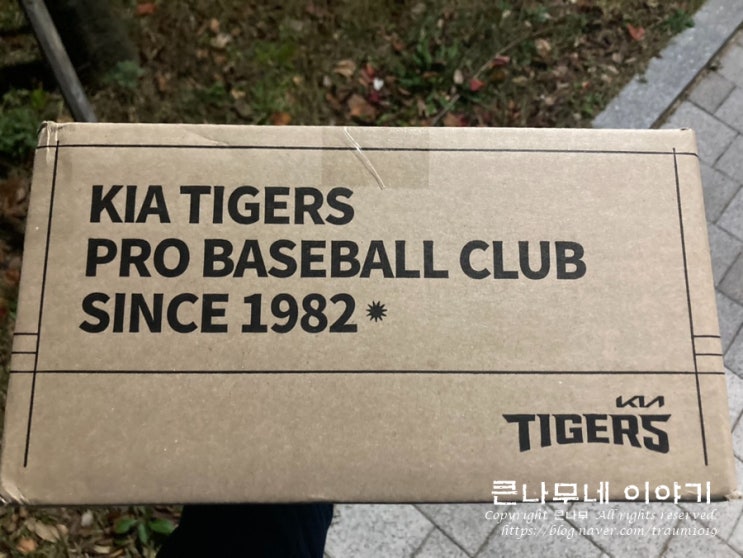 KIA TIGERS
PRO BASEBALL CLUB
SINCE 1982*
KIA
TIGERS
큰나무네 이야기
Copyright 큰나무 All rights reserved.
https://blog.naver.com/traum1019